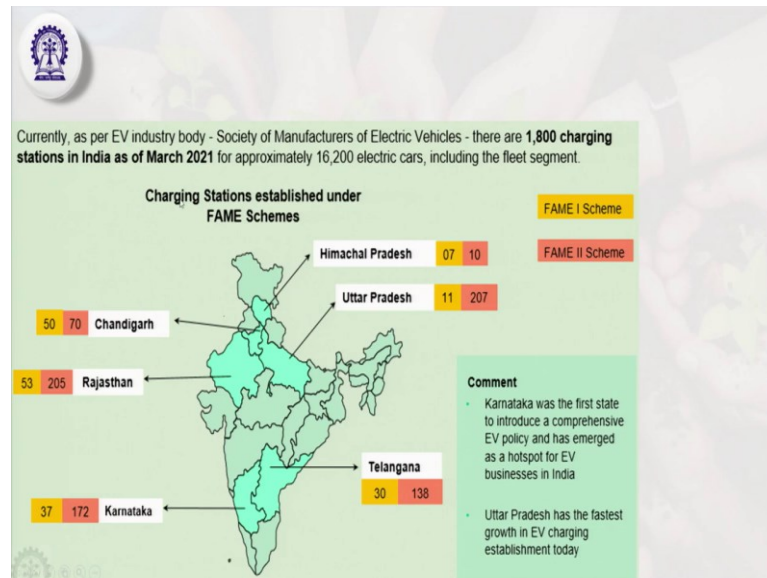 Currently, as per EV industry body - Society of Manufacturers of Electric Vehicles - there are 1,800 charging
stations in India as of March 2021 for approximately 16,200 electric cars, including the fleet segment.
Charging Stations established under
FAME Schemes
FAME I Scheme
FAME II Scheme
Himachal Pradesh 07 10
Uttar Pradesh 11 207
50 70 Chandigarh
53 205 Rajasthan
Telangana
30 138
37 172 Karnataka
Comment
• Karnataka was the first state
to introduce a comprehensive
EV policy and has emerged
as a hotspot for EV
businesses in India
• Uttar Pradesh has the fastest
growth in EV charging
establishment today